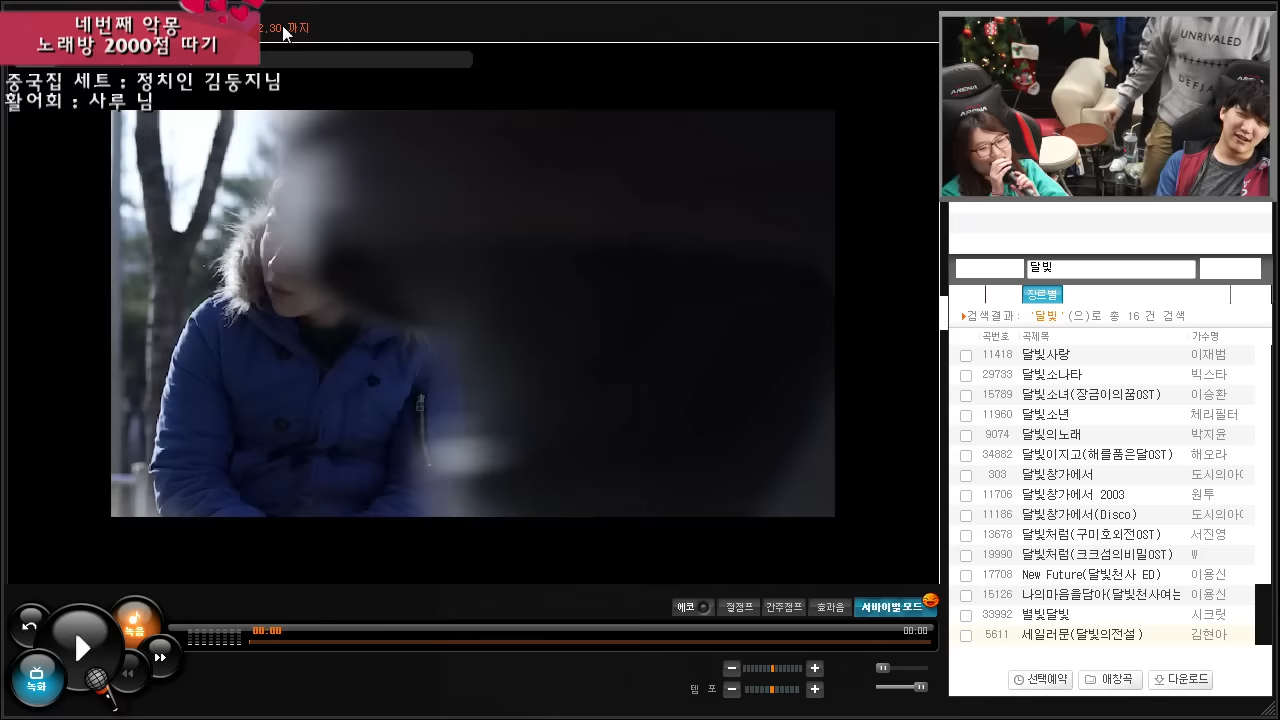 네번째 악몽
노래방 2000점 따기
2,30 까지
중국집 세트 : 정치인 김둥지님
활어회 : 사루 님
UNRIVALED
ARENA
ARENA
달빛
장르별
검색결과: '달빛' (으)로 총 16 건 검색
곡번호 곡제목 가수명
11418 달빛사랑 이재범
29733 달빛소나타 빅스타
15789 달빛소녀(장금이의꿈OST) 이승환
11960 달빛소년 체리필터
9074 달빛의노래 박지윤
34882 달빛이지고(해를품은달OST) 해오라
303 달빛창가에서 도시의아
11706 달빛창가에서 2003 원투
11186 달빛창가에서(Disco) 도시의아
13678 달빛처럼(구미호외전OST) 서진영
19990 달빛처럼(크크섬의비밀OST) W
17708 New Future(달빛천사 ED) 이용신
15126 나의마음을담아(달빛천사여는 이용신
33992 별빛달빛 시크릿
5611 세일러문(달빛의전설) 김현아
에코 절점프 간주점프 효과음 서바이벌 모드
녹음
00:00 00:00
녹화
템 포
선택예약 애창곡 다운로드